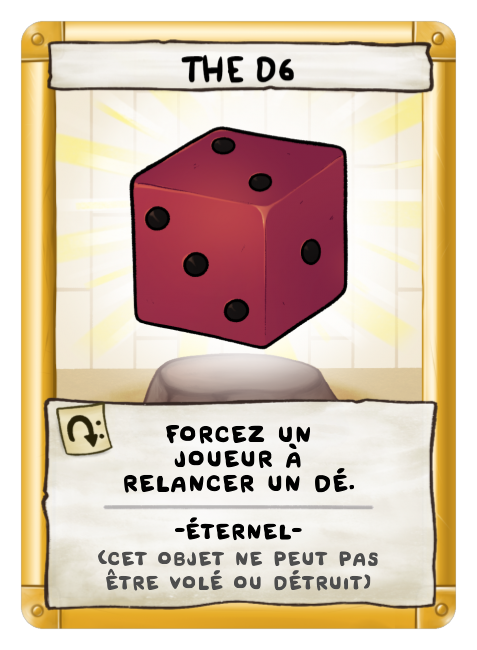 THE D6
FORCEZ UN
JOUEUR À
RELANCER UN DÉ.
-ÉTERNEL-
(CET OBJET NE PEUT PAS
ÊTRE VOLÉ OU DÉTRUIT)